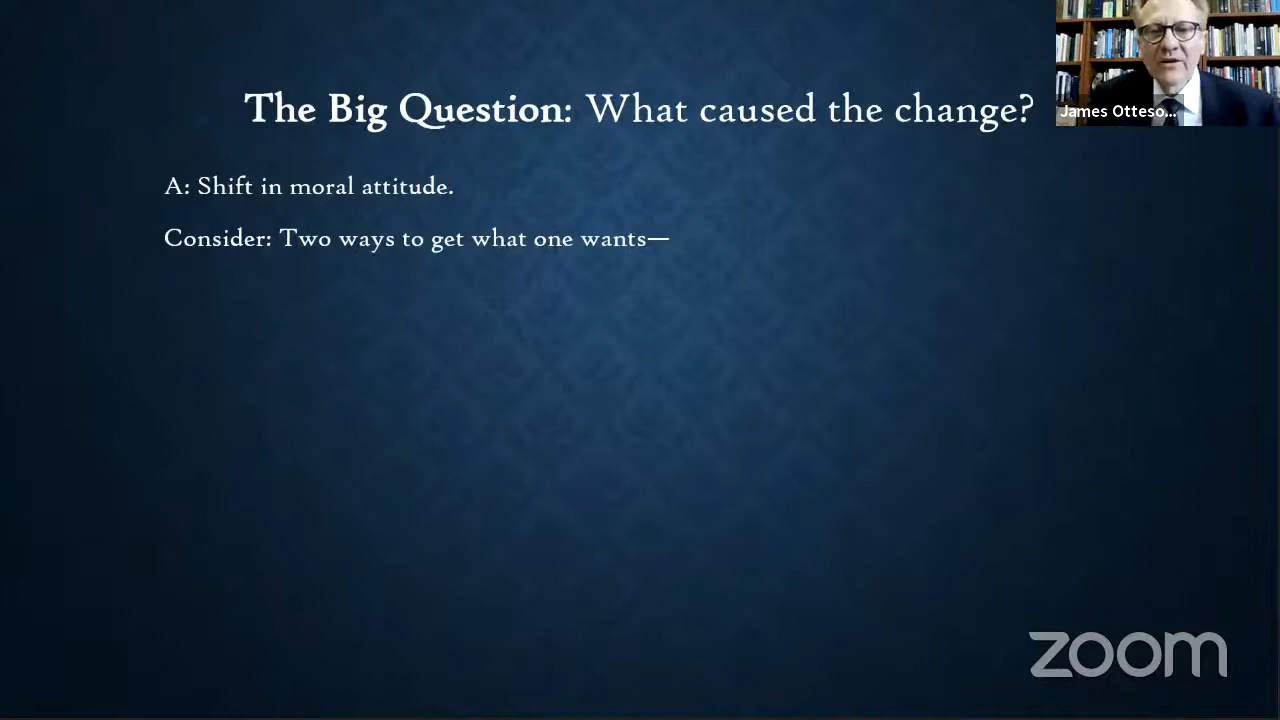 The Big Question: What caused the change?
James Otteso...
A: Shift in moral attitude.
Consider: Two ways to get what one wants—
zoom